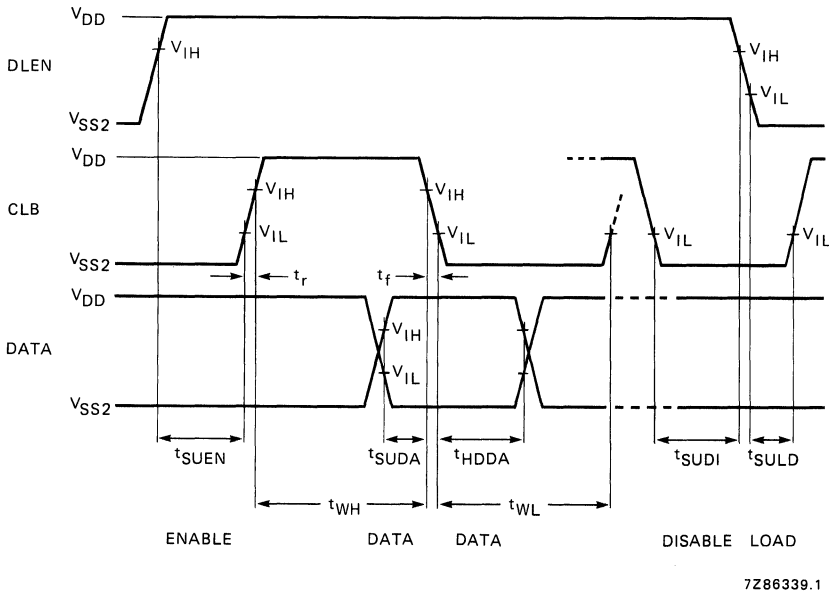 VDD
VIH
VIH
DLEN
VIL
VSS2
VDD
VIH
VIH
CLB
VIL
VIL
VIL
VIL
VSS2
tr
tf
VDD
VIH
DATA
VIL
VSS2
tSUEN
tSUDA
tHDDA
tSUDI
tSULD
tWH
tWL
ENABLE
DATA
DATA
DISABLE
LOAD
7Z86339.1